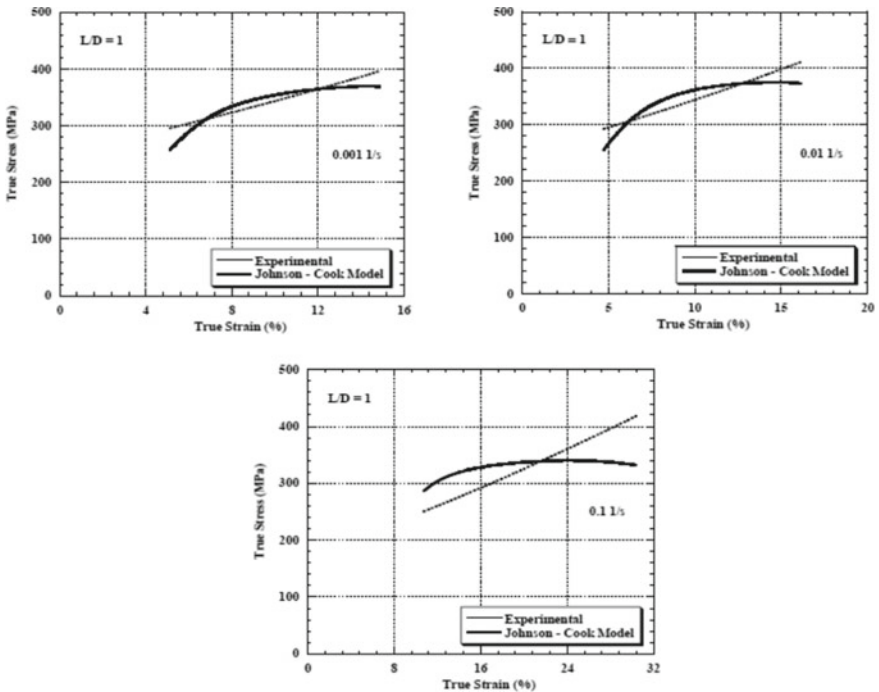 500
L/D = 1
400
300
200
100
0
True Stress (MPa)
0.001 1/s
Experimental
Johnson - Cook Model
0 4 8 12 16
True Strain (%)
500
L/D = 1
400
300
200
100
0
True Stress (MPa)
0.01 1/s
Experimental
Johnson - Cook Model
0 5 10 15 20
True Strain (%)
500
L/D = 1
400
300
200
100
0
True Stress (MPa)
0.1 1/s
Experimental
Johnson - Cook Model
0 8 16 24 32
True Strain (%)